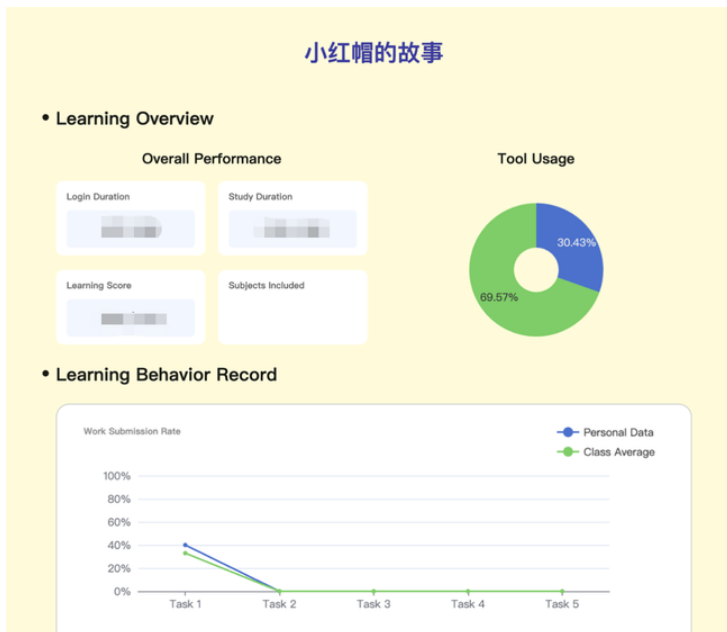 小红帽的故事
• Learning Overview
Overall Performance
Tool Usage
Login Duration
Study Duration
30.43%
69.57%
Learning Score
Subjects Included
• Learning Behavior Record
Work Submission Rate
Personal Data
Class Average
100%
80%
60%
40%
20%
0%
Task 1 Task 2 Task 3 Task 4 Task 5